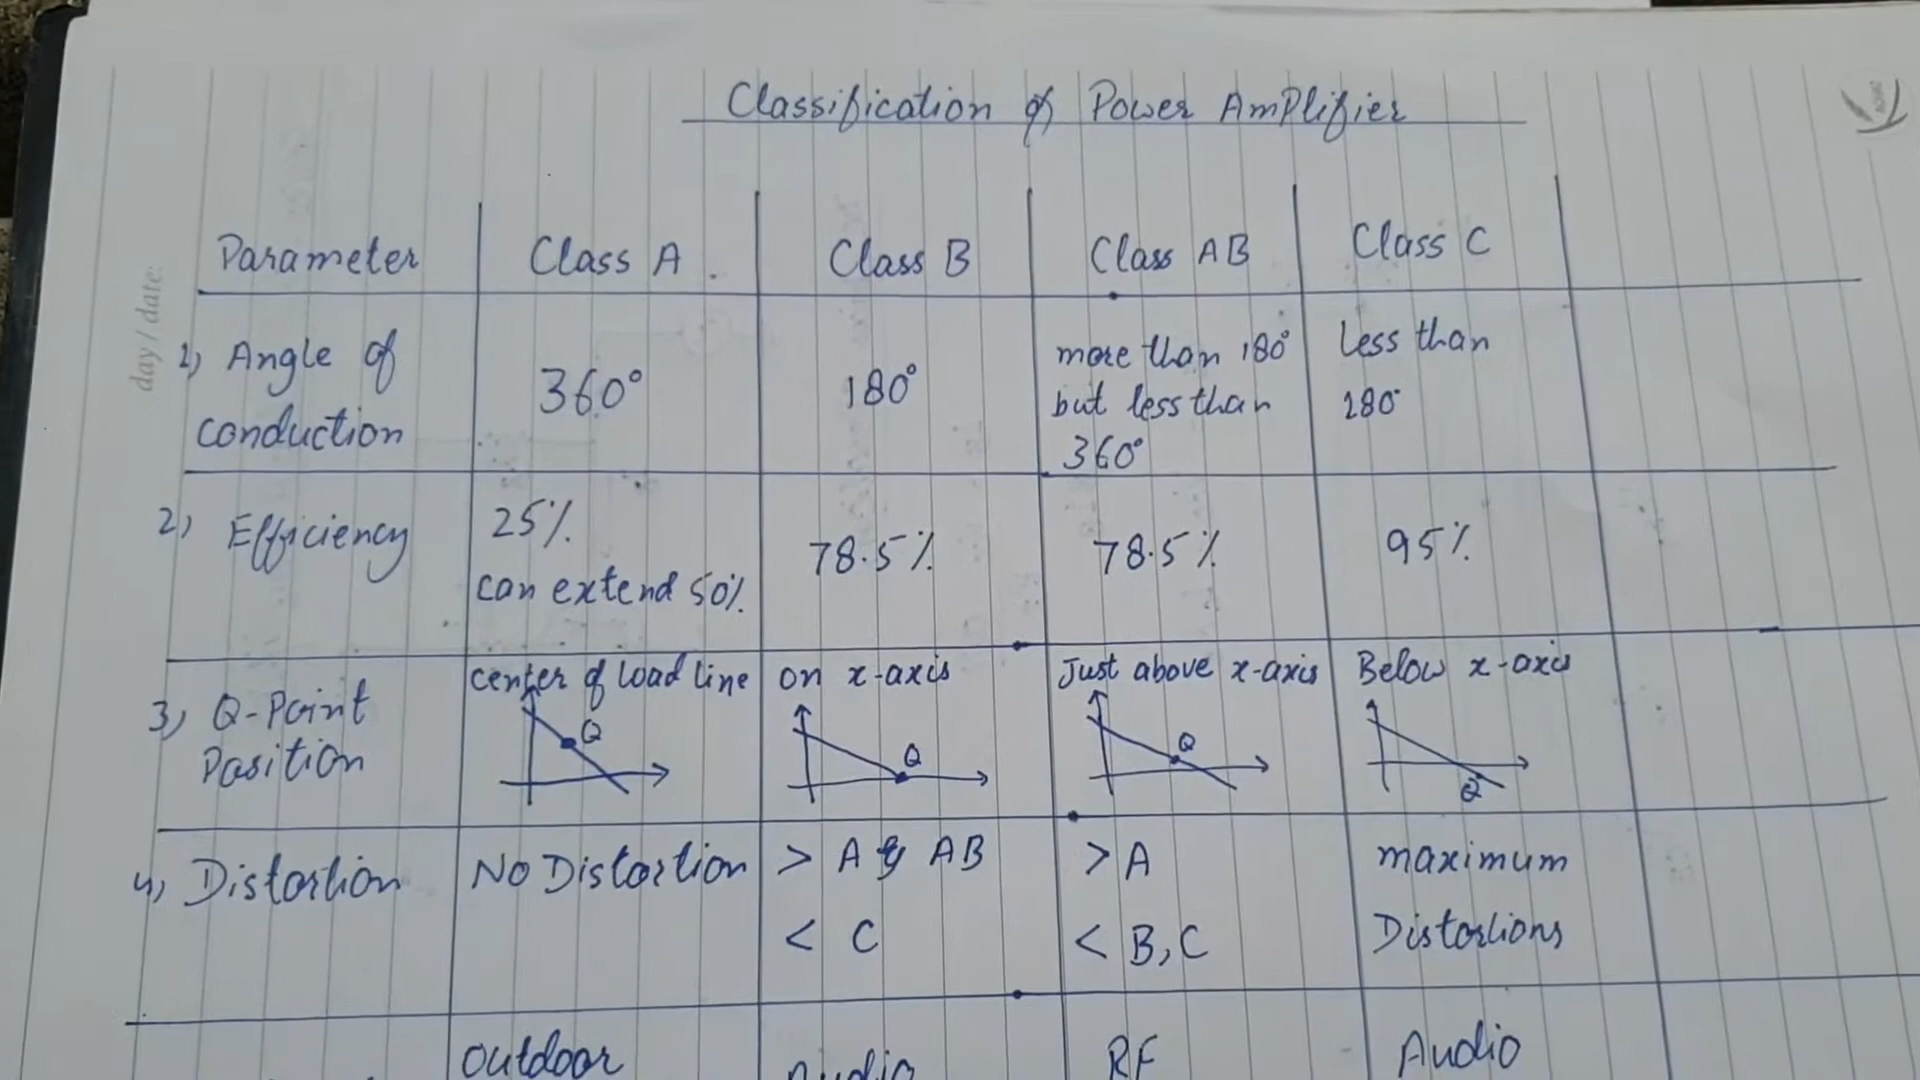 Classification of Power Amplifier
day / date:
Parameter
Class A
Class B
Class AB
Class C
1) Angle of
conduction
360°
180°
more than 180°
but less than
360°
less than
180°
2) Efficiency
25%
can extend 50%
78.5%
78.5%
95%
3) Q-Point
Position
center of load line
Q
on x-axis
Q
Just above x-axis
Q
Below x-axis
Q
4) Distortion
No Distortion
> A & AB
< C
> A
< B, C
maximum
Distortions
outdoor
Audio
RF
Audio